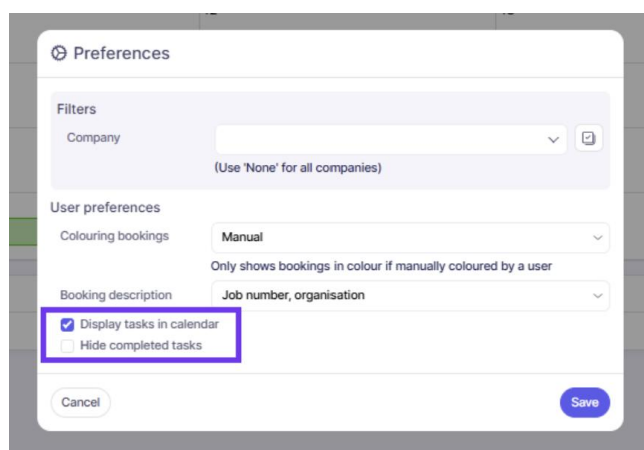 Preferences
Filters
Company
(Use 'None' for all companies)
User preferences
Colouring bookings Manual
Only shows bookings in colour if manually coloured by a user
Booking description Job number, organisation
Display tasks in calendar
Hide completed tasks
Cancel Save